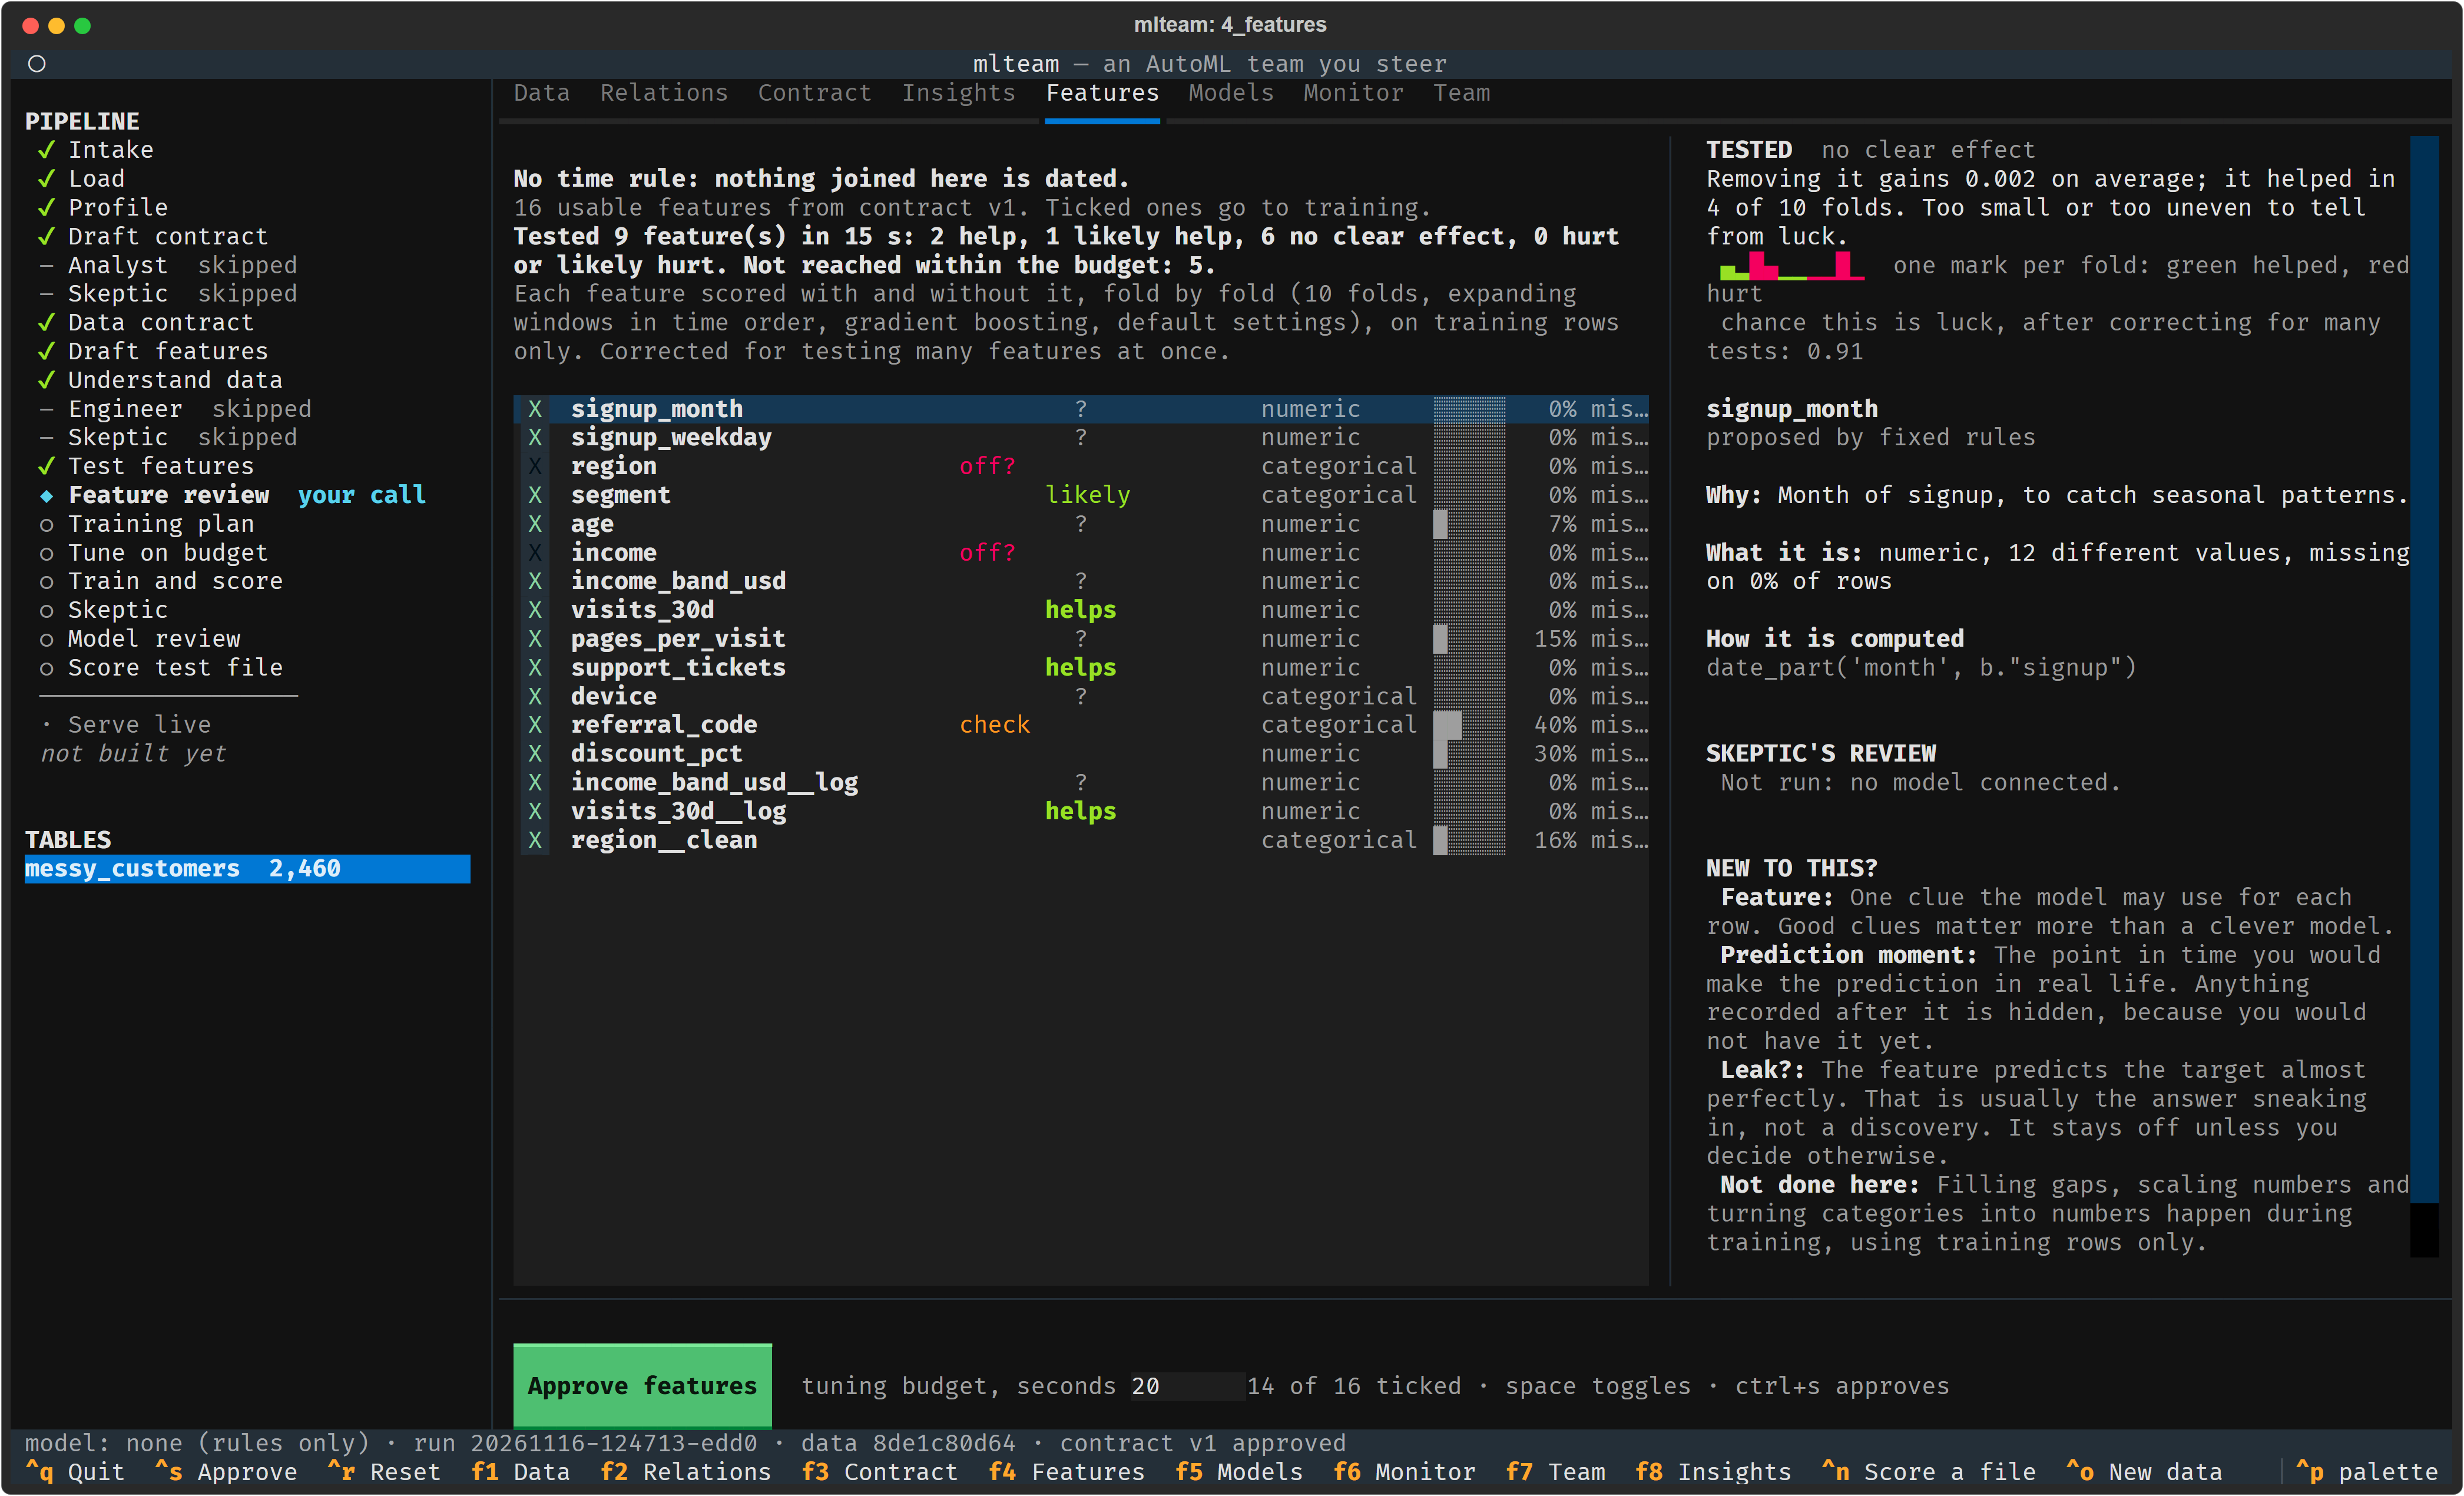 mlteam: 4_features
mlteam — an AutoML team you steer
Data Relations Contract Insights Features Models Monitor Team
PIPELINE
✓ Intake
✓ Load
✓ Profile
✓ Draft contract
— Analyst skipped
— Skeptic skipped
✓ Data contract
✓ Draft features
✓ Understand data
— Engineer skipped
— Skeptic skipped
✓ Test features
◆ Feature review your call
○ Training plan
○ Tune on budget
○ Train and score
○ Skeptic
○ Model review
○ Score test file
· Serve live
not built yet
TABLES
messy_customers 2,460
No time rule: nothing joined here is dated.
16 usable features from contract v1. Ticked ones go to training.
Tested 9 feature(s) in 15 s: 2 help, 1 likely help, 6 no clear effect, 0 hurt
or likely hurt. Not reached within the budget: 5.
Each feature scored with and without it, fold by fold (10 folds, expanding
windows in time order, gradient boosting, default settings), on training rows
only. Corrected for testing many features at once.
X signup_month ? numeric 0% mis…
X signup_weekday ? numeric 0% mis…
X region off? categorical 0% mis…
X segment likely categorical 0% mis…
X age ? numeric 7% mis…
X income off? numeric 0% mis…
X income_band_usd ? numeric 0% mis…
X visits_30d helps numeric 0% mis…
X pages_per_visit ? numeric 15% mis…
X support_tickets helps numeric 0% mis…
X device ? categorical 0% mis…
X referral_code check categorical 40% mis…
X discount_pct numeric 30% mis…
X income_band_usd__log ? numeric 0% mis…
X visits_30d__log helps numeric 0% mis…
X region__clean categorical 16% mis…
TESTED no clear effect
Removing it gains 0.002 on average; it helped in
4 of 10 folds. Too small or too uneven to tell
from luck.
one mark per fold: green helped, red
hurt
chance this is luck, after correcting for many
tests: 0.91
signup_month
proposed by fixed rules
Why: Month of signup, to catch seasonal patterns.
What it is: numeric, 12 different values, missing
on 0% of rows
How it is computed
date_part('month', b."signup")
SKEPTIC'S REVIEW
Not run: no model connected.
NEW TO THIS?
Feature: One clue the model may use for each
row. Good clues matter more than a clever model.
Prediction moment: The point in time you would
make the prediction in real life. Anything
recorded after it is hidden, because you would
not have it yet.
Leak?: The feature predicts the target almost
perfectly. That is usually the answer sneaking
in, not a discovery. It stays off unless you
decide otherwise.
Not done here: Filling gaps, scaling numbers and
turning categories into numbers happen during
training, using training rows only.
Approve features tuning budget, seconds 20 14 of 16 ticked · space toggles · ctrl+s approves
model: none (rules only) · run 20261116-124713-edd0 · data 8de1c80d64 · contract v1 approved
^q Quit ^s Approve ^r Reset f1 Data f2 Relations f3 Contract f4 Features f5 Models f6 Monitor f7 Team f8 Insights ^n Score a file ^o New data ^p palette